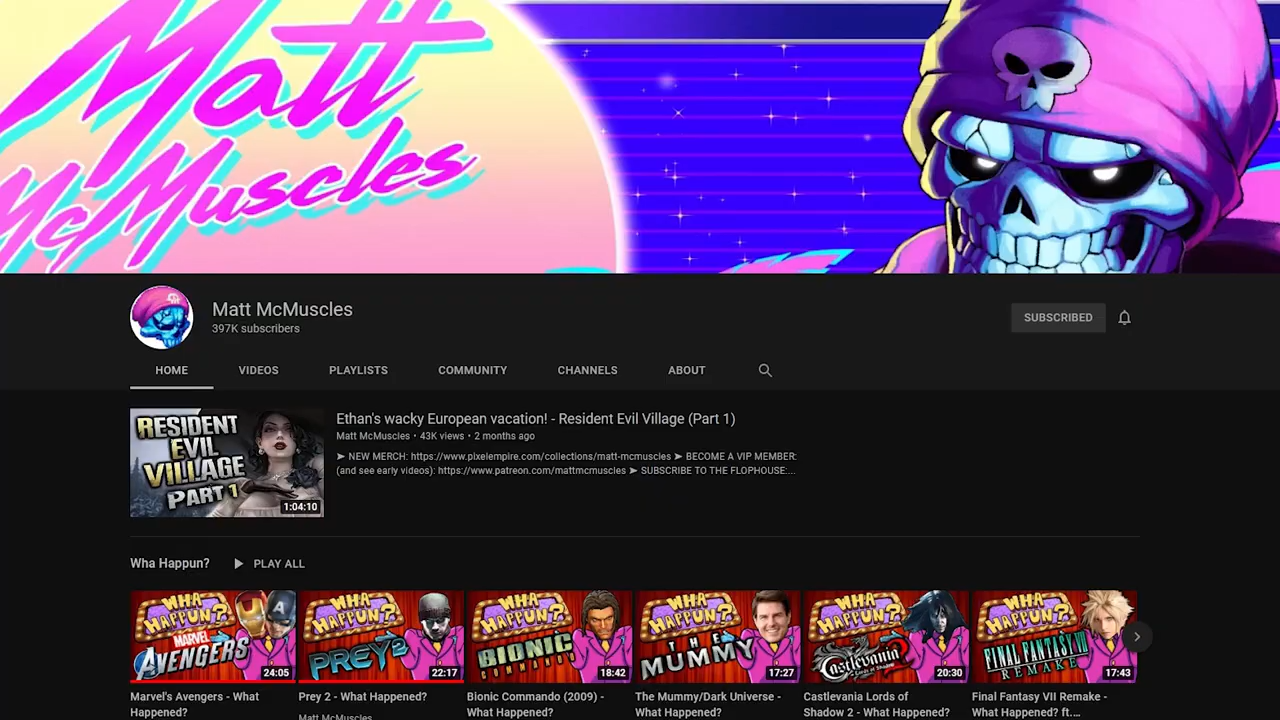 Matt
McMuscles
Matt McMuscles
397K subscribers
SUBSCRIBED
HOME
VIDEOS
PLAYLISTS
COMMUNITY
CHANNELS
ABOUT
RESIDENT
EVIL
VILLAGE
PART 1
1:04:10
Ethan's wacky European vacation! - Resident Evil Village (Part 1)
Matt McMuscles • 43K views • 2 months ago
➤ NEW MERCH: https://www.pixelempire.com/collections/matt-mcmuscles ➤ BECOME A VIP MEMBER:
(and see early videos): https://www.patreon.com/mattmcmuscles ➤ SUBSCRIBE TO THE FLOPHOUSE:...
Wha Happun?
PLAY ALL
WHA
HAPPUN?
MARVEL
AVENGERS
24:05
WHA
HAPPUN?
PREY 2
22:17
WHA
HAPPUN?
BIONIC
COMMANDO
18:42
WHA
HAPPUN?
THE
MUMMY
17:27
WHA
HAPPUN?
Castlevania
20:30
WHA
HAPPUN?
FINAL FANTASY VII
REMAKE
17:43
Marvel's Avengers - What
Happened?
Prey 2 - What Happened?
Matt McMuscles
Bionic Commando (2009) -
What Happened?
The Mummy/Dark Universe -
What Happened?
Castlevania Lords of
Shadow 2 - What Happened?
Final Fantasy VII Remake -
What Happened? ft....